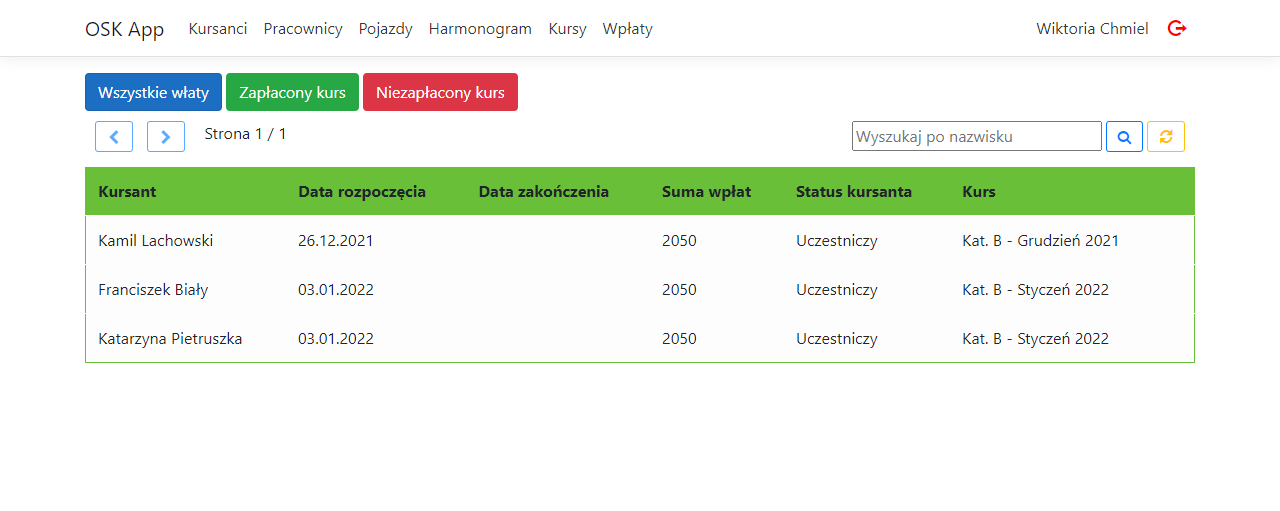 OSK App Kursanci Pracownicy Pojazdy Harmonogram Kursy Wpłaty Wiktoria Chmiel
Wszystkie właty Zapłacony kurs Niezapłacony kurs
Strona 1 / 1 Wyszukaj po nazwisku
Kursant Data rozpoczęcia Data zakończenia Suma wpłat Status kursanta Kurs
Kamil Lachowski 26.12.2021 2050 Uczestniczy Kat. B - Grudzień 2021
Franciszek Biały 03.01.2022 2050 Uczestniczy Kat. B - Styczeń 2022
Katarzyna Pietruszka 03.01.2022 2050 Uczestniczy Kat. B - Styczeń 2022